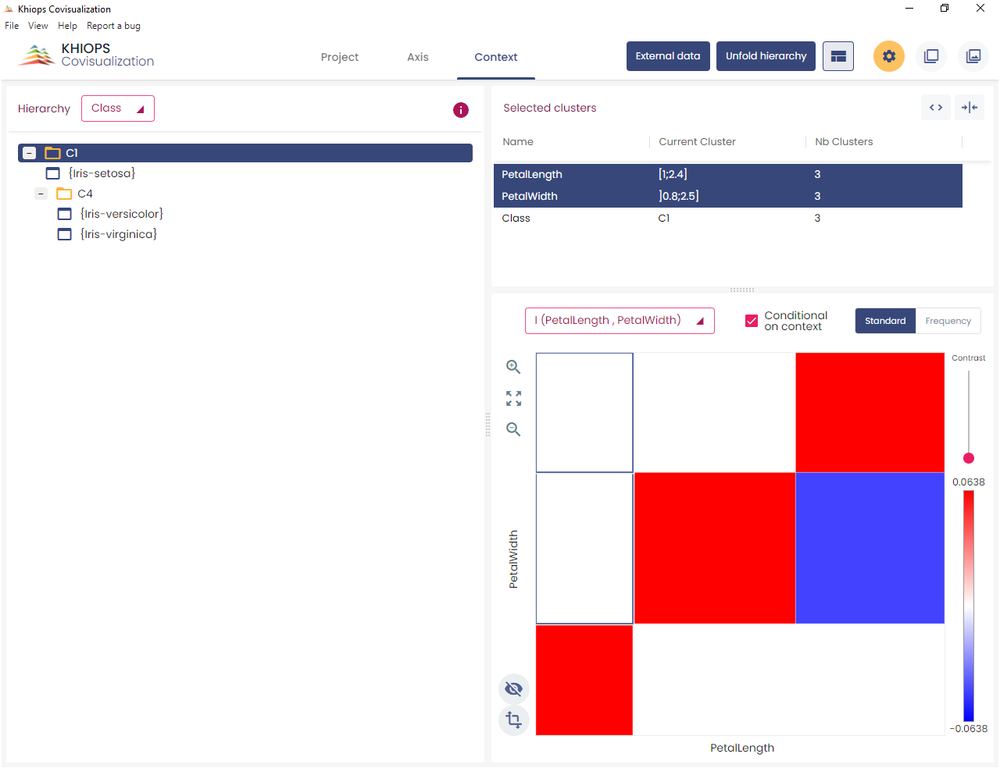 Khiops Covisualization
File View Help Report a bug
KHIOPS
Covisualization
Project Axis Context
External data Unfold hierarchy
Hierarchy Class
C1
{Iris-setosa}
C4
{Iris-versicolor}
{Iris-virginica}
Selected clusters
Name Current Cluster Nb Clusters
PetalLength [1;2.4] 3
PetalWidth ]0.8;2.5] 3
Class C1 3
I (PetalLength , PetalWidth)
Conditional
on context
Standard Frequency
Contrast
0.0638
PetalWidth
-0.0638
PetalLength